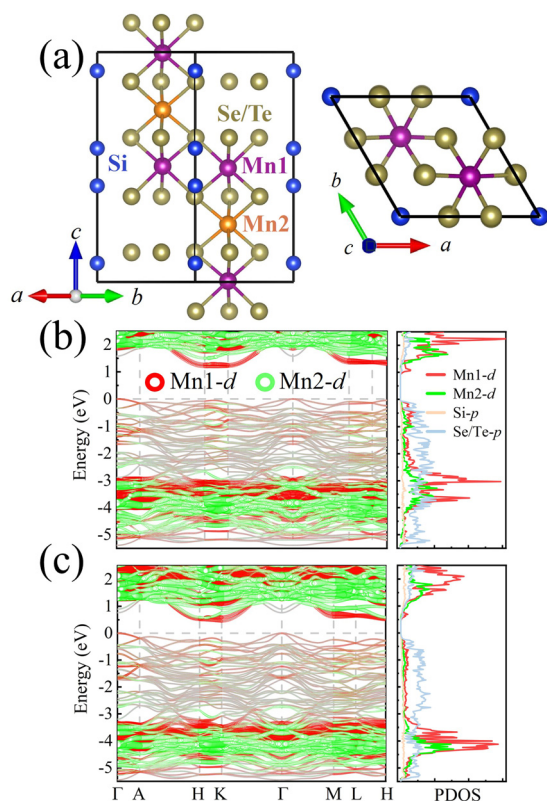 (a)
Se/Te
Si
Mn1
Mn2
c
a
b
b
c
a
(b)
2
1
0
-1
-2
-3
-4
-5
Energy (eV)
Mn1-d
Mn2-d
Mn1-d
Mn2-d
Si-p
Se/Te-p
(c)
2
1
0
-1
-2
-3
-4
-5
Energy (eV)
Γ A H K Γ M L H
PDOS